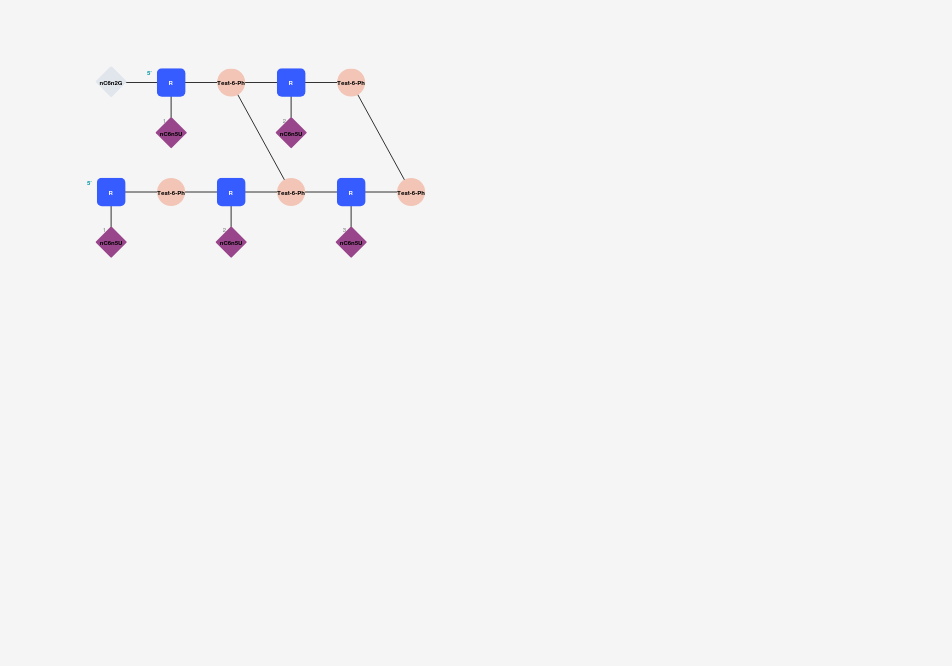 5'
nC6n2G R Test-6-Ph R Test-6-Ph
1 2
nC6n5U nC6n5U
5'
R Test-6-Ph R Test-6-Ph R Test-6-Ph
1 2 3
nC6n5U nC6n5U nC6n5U